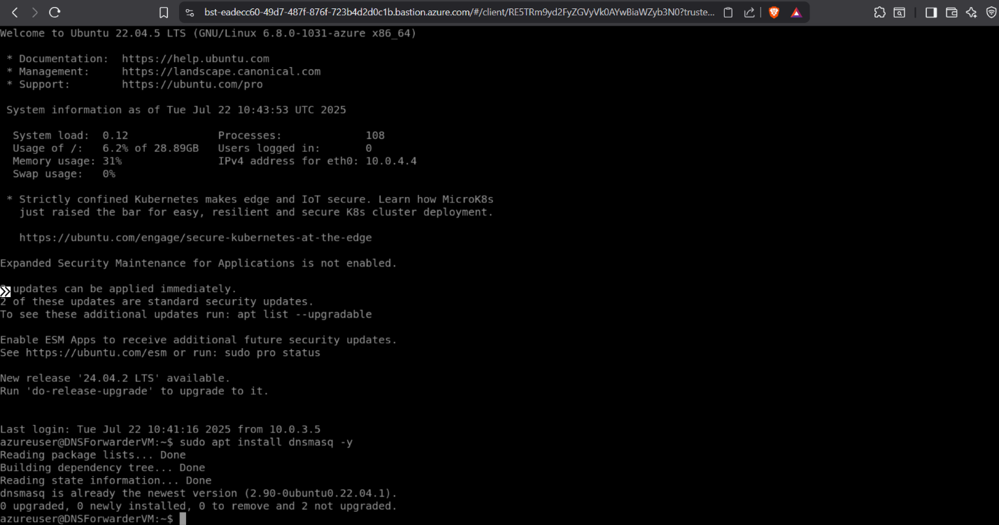 bst-eadecc60-49d7-487f-876f-723b4d2d0c1b.bastion.azure.com/#/client/RE5TRm9yd2FyZGVyVk0AYwBiaWZyb3N0?truste...
Welcome to Ubuntu 22.04.5 LTS (GNU/Linux 6.8.0-1031-azure x86_64)
* Documentation:  https://help.ubuntu.com
* Management:     https://landscape.canonical.com
* Support:        https://ubuntu.com/pro
System information as of Tue Jul 22 10:43:53 UTC 2025
System load:  0.12              Processes:             108
Usage of /:   6.2% of 28.89GB   Users logged in:       0
Memory usage: 31%               IPv4 address for eth0: 10.0.4.4
Swap usage:   0%
* Strictly confined Kubernetes makes edge and IoT secure. Learn how MicroK8s
just raised the bar for easy, resilient and secure K8s cluster deployment.
https://ubuntu.com/engage/secure-kubernetes-at-the-edge
Expanded Security Maintenance for Applications is not enabled.
updates can be applied immediately.
2 of these updates are standard security updates.
To see these additional updates run: apt list --upgradable
Enable ESM Apps to receive additional future security updates.
See https://ubuntu.com/esm or run: sudo pro status
New release '24.04.2 LTS' available.
Run 'do-release-upgrade' to upgrade to it.
Last login: Tue Jul 22 10:41:16 2025 from 10.0.3.5
azureuser@DNSForwarderVM:~$ sudo apt install dnsmasq -y
Reading package lists... Done
Building dependency tree... Done
Reading state information... Done
dnsmasq is already the newest version (2.90-0ubuntu0.22.04.1).
0 upgraded, 0 newly installed, 0 to remove and 2 not upgraded.
azureuser@DNSForwarderVM:~$